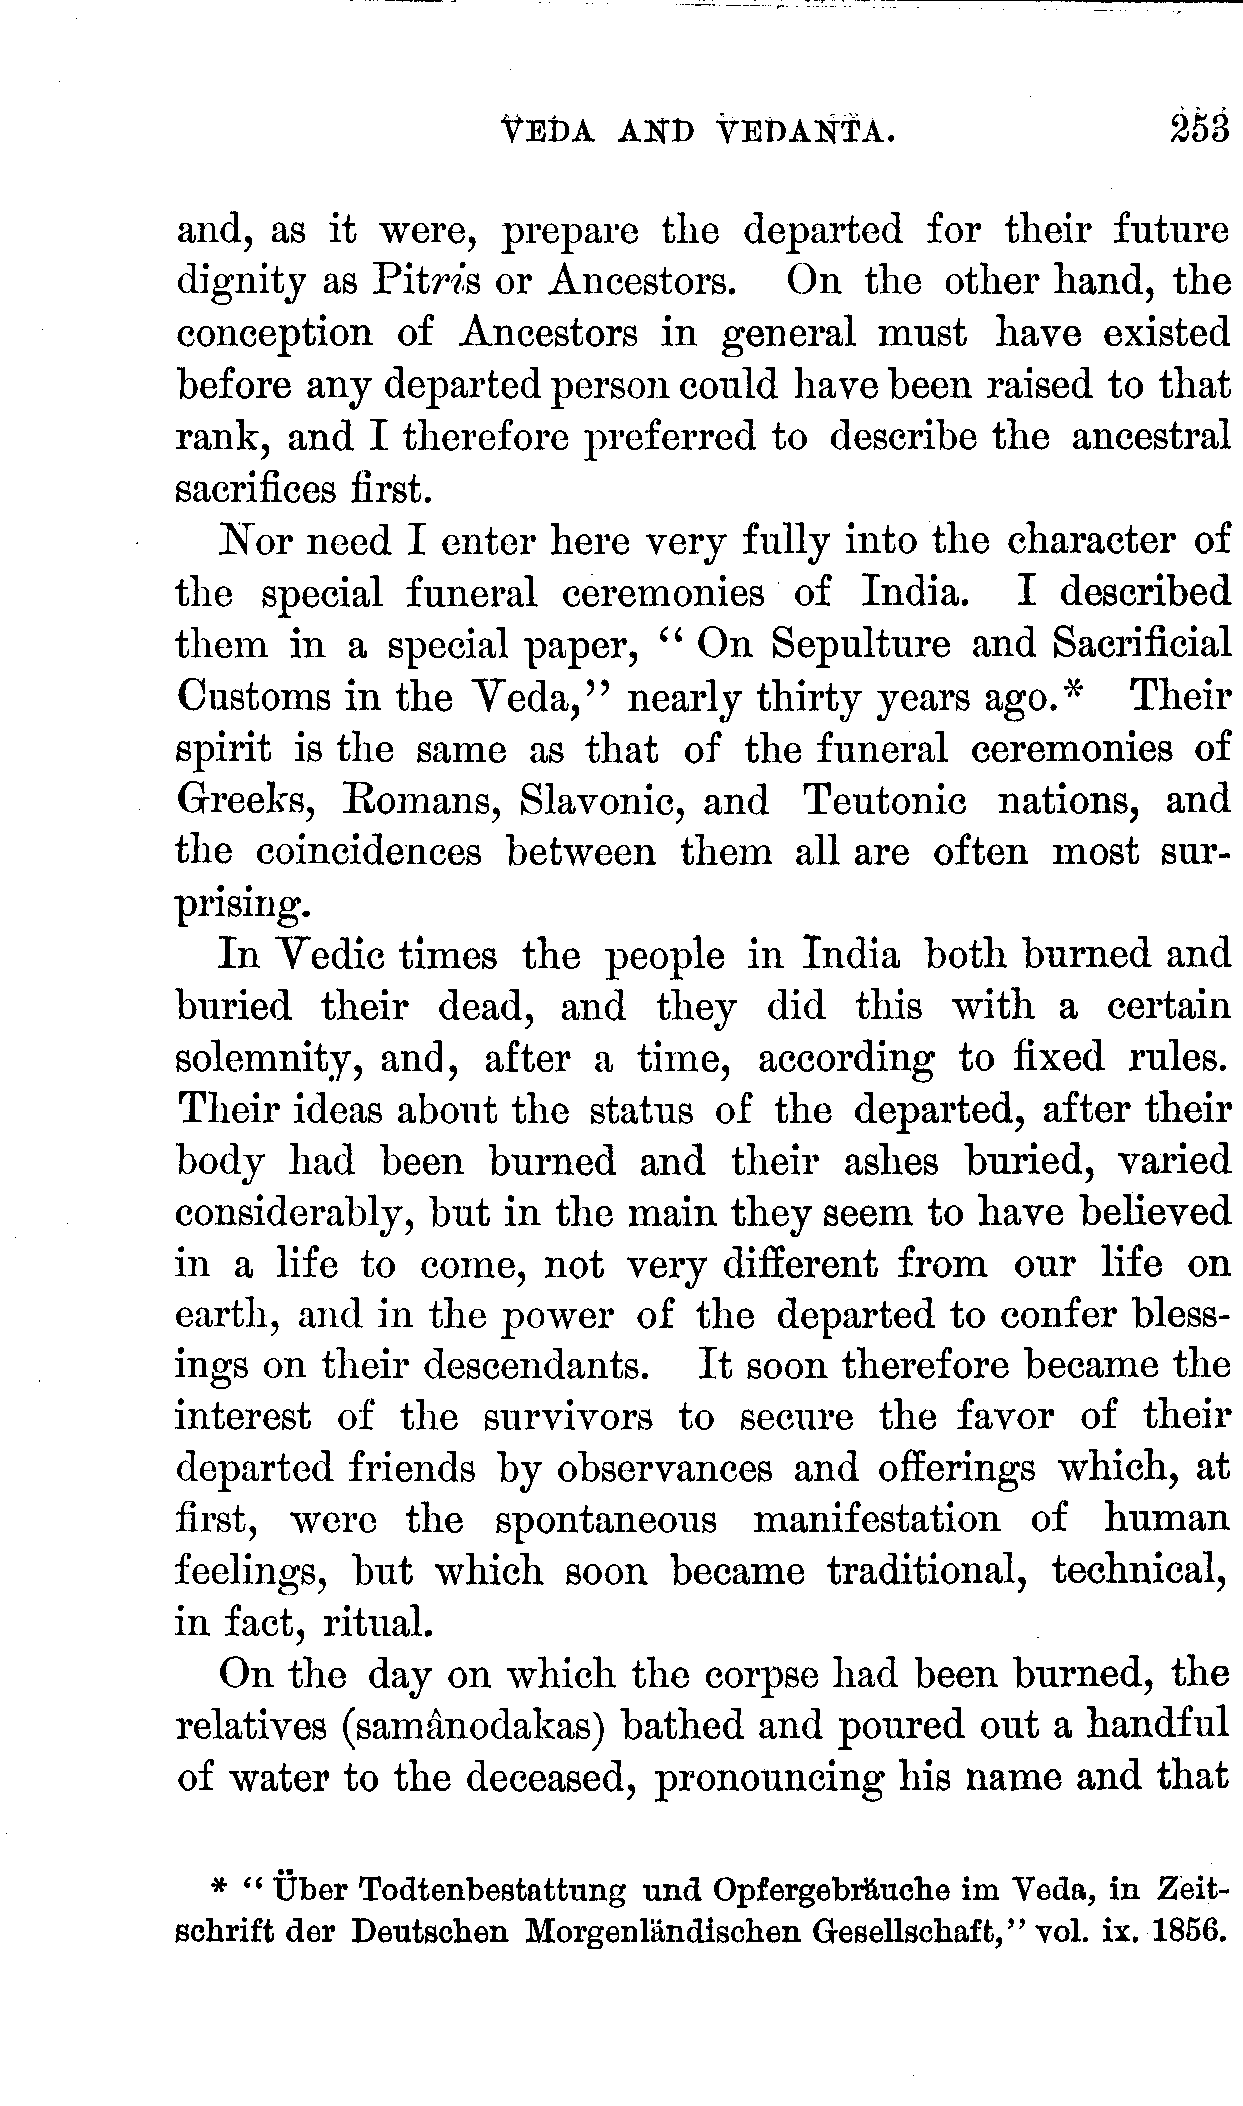 VEDA AND VEDANTA. 253
and, as it were, prepare the departed for their future
dignity as Pitris or Ancestors. On the other hand, the
conception of Ancestors in general must have existed
before any departed person could have been raised to that
rank, and I therefore preferred to describe the ancestral
sacrifices first.
Nor need I enter here very fully into the character of
the special funeral ceremonies of India. I described
them in a special paper, “ On Sepulture and Sacrificial
Customs in the Veda,” nearly thirty years ago.* Their
spirit is the same as that of the funeral ceremonies of
Greeks, Romans, Slavonic, and Teutonic nations, and
the coincidences between them all are often most sur-
prising.
In Vedic times the people in India both burned and
buried their dead, and they did this with a certain
solemnity, and, after a time, according to fixed rules.
Their ideas about the status of the departed, after their
body had been burned and their ashes buried, varied
considerably, but in the main they seem to have believed
in a life to come, not very different from our life on
earth, and in the power of the departed to confer bless-
ings on their descendants. It soon therefore became the
interest of the survivors to secure the favor of their
departed friends by observances and offerings which, at
first, were the spontaneous manifestation of human
feelings, but which soon became traditional, technical,
in fact, ritual.
On the day on which the corpse had been burned, the
relatives (samânodakas) bathed and poured out a handful
of water to the deceased, pronouncing his name and that
* “ Über Todtenbestattung und Opfergebräuche im Veda, in Zeit-
schrift der Deutschen Morgenländischen Gesellschaft,” vol. ix. 1856.